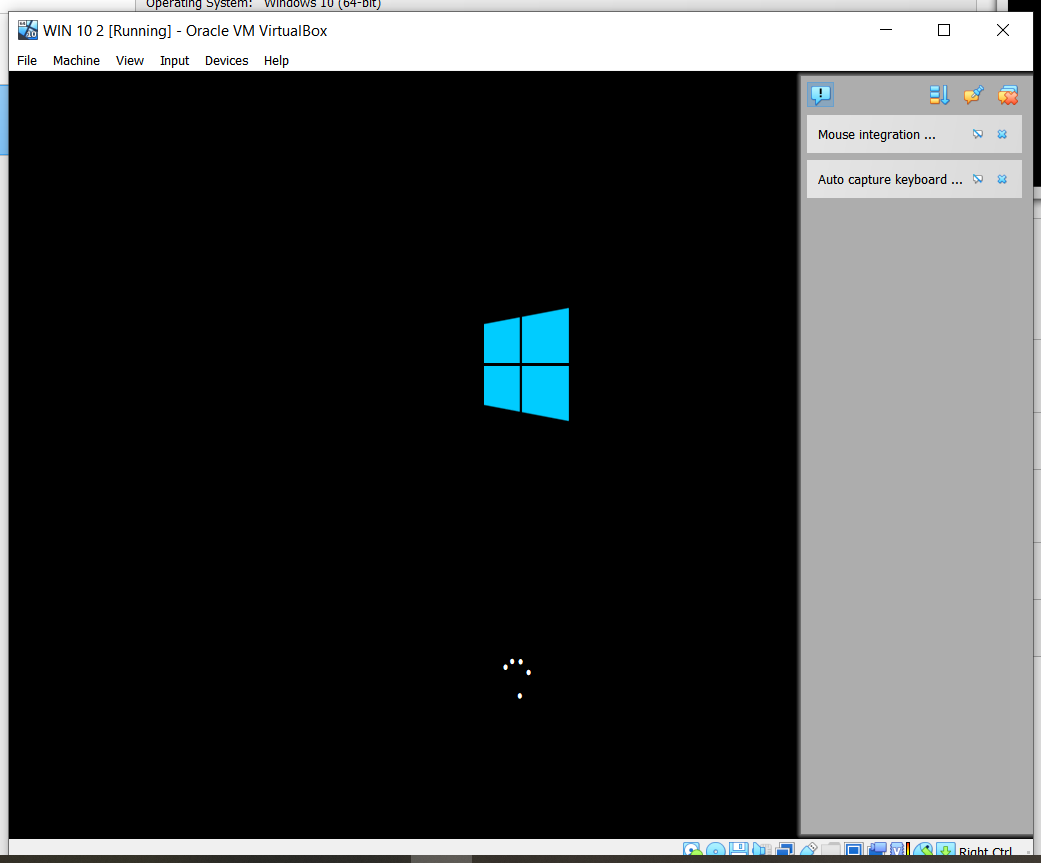 Operating System: Windows 10 (64-bit)
WIN 10 2 [Running] - Oracle VM VirtualBox
File Machine View Input Devices Help
Mouse integration ...
Auto capture keyboard ...
Right Ctrl